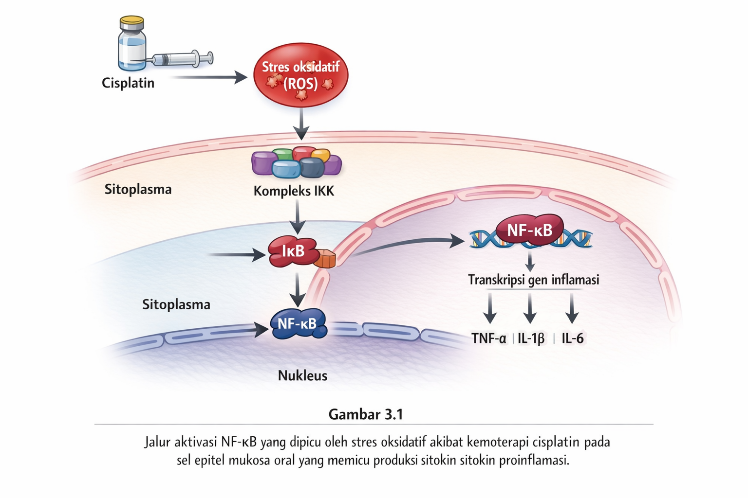 Cisplatin
Stres oksidatif
(ROS)
Sitoplasma
Kompleks IKK
IκB
NF-κB
Transkripsi gen inflamasi
TNF-α | IL-1β | IL-6
Sitoplasma
NF-κB
Nukleus
Gambar 3.1
Jalur aktivasi NF-κB yang dipicu oleh stres oksidatif akibat kemoterapi cisplatin pada
sel epitel mukosa oral yang memicu produksi sitokin sitokin proinflamasi.